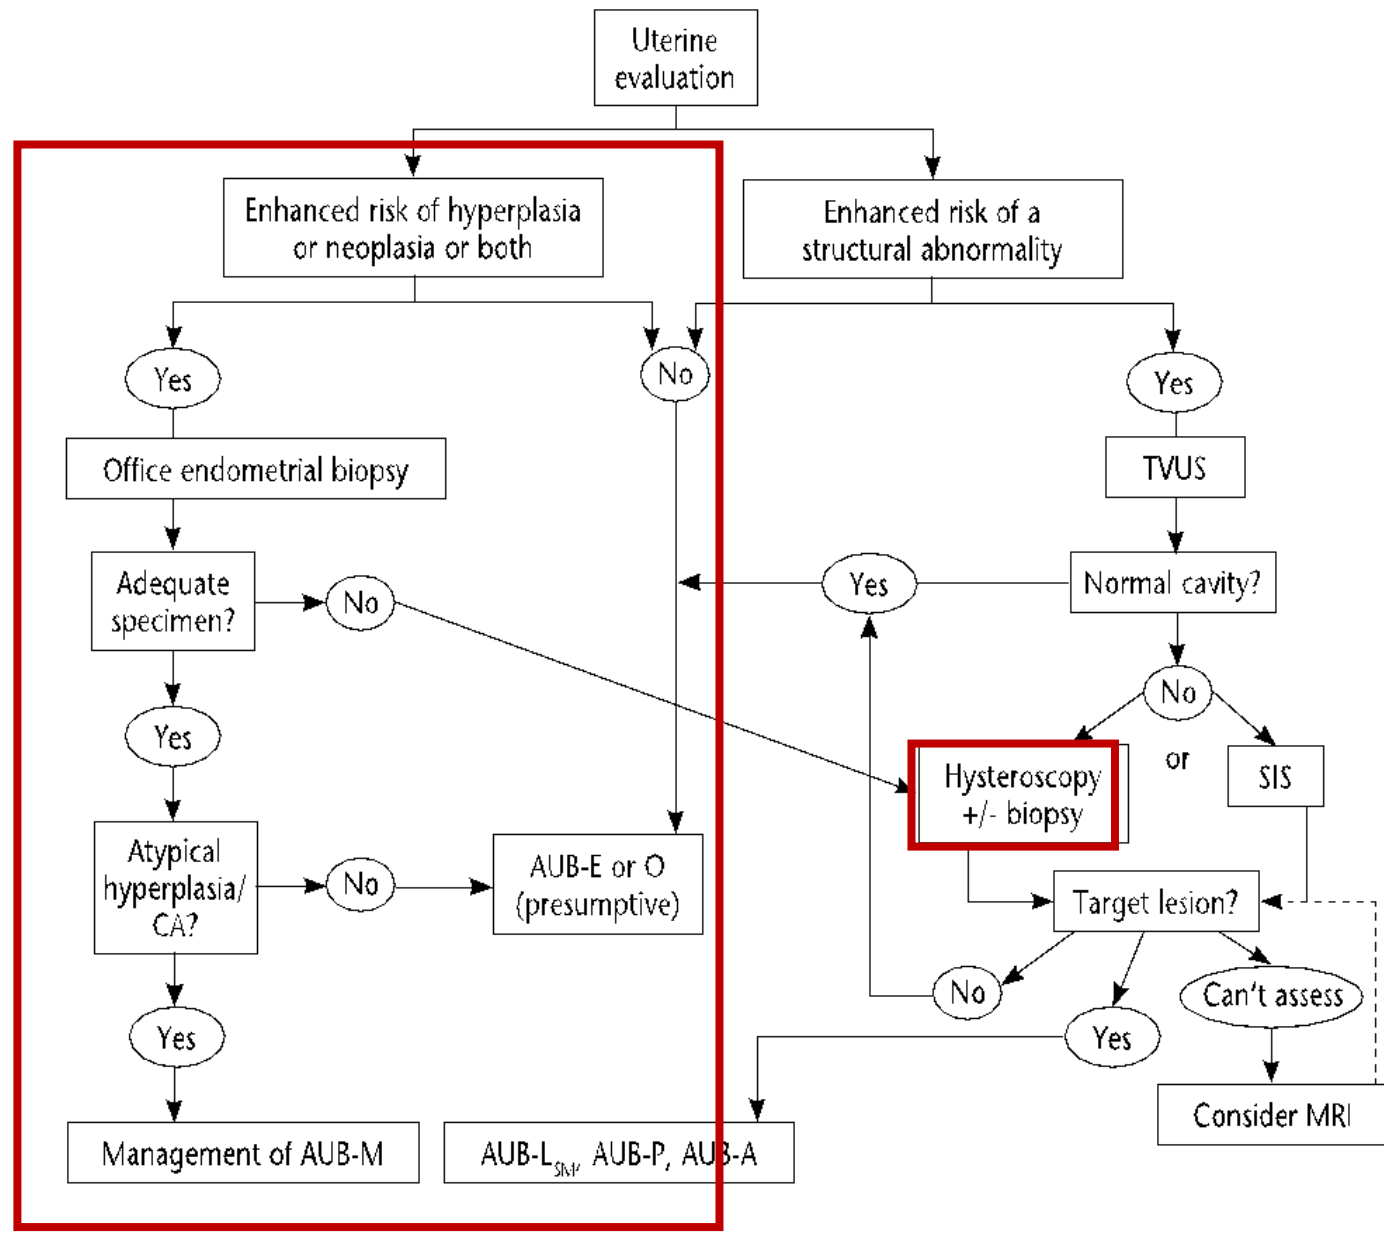 Uterine
evaluation
Enhanced risk of hyperplasia
or neoplasia or both
Enhanced risk of a
structural abnormality
Yes
No
Yes
Office endometrial biopsy
TVUS
Adequate
specimen?
No
Yes
Normal cavity?
Yes
No
Hysteroscopy
+/- biopsy
or
SIS
Atypical
hyperplasia/
CA?
No
AUB-E or O
(presumptive)
Target lesion?
No
Yes
Can't assess
Yes
Management of AUB-M
AUB-LSM, AUB-P, AUB-A
Consider MRI